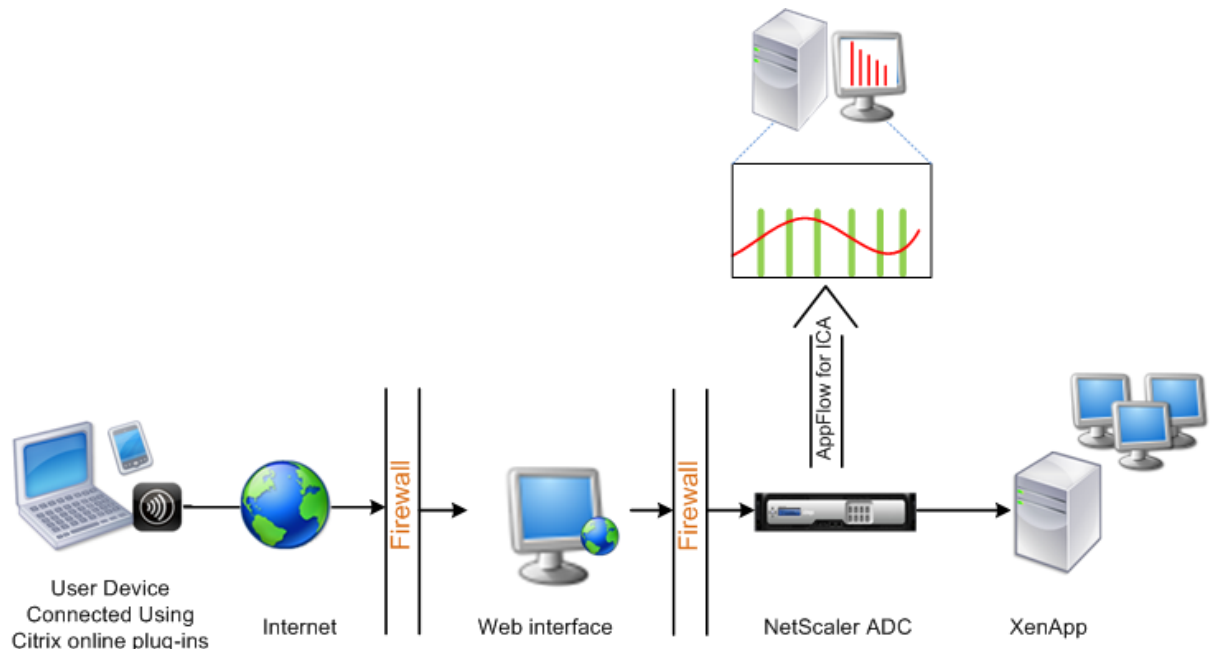 AppFlow for ICA
Firewall
Firewall
User Device
Connected Using
Citrix online plug-ins
Internet
Web interface
NetScaler ADC
XenApp